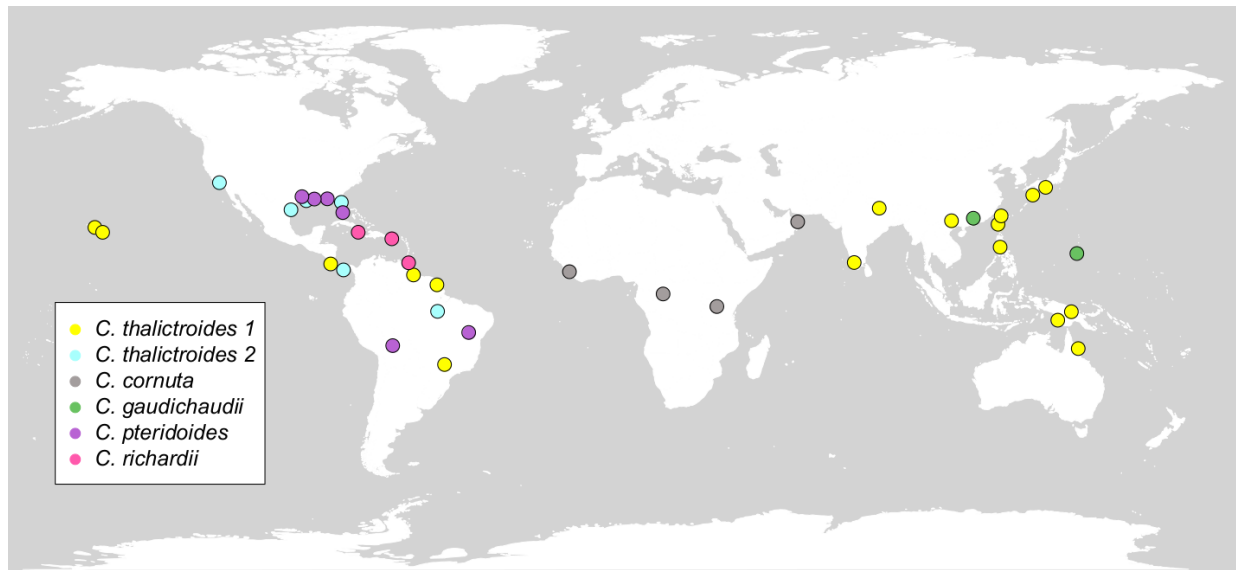 C. thalictroides 1
C. thalictroides 2
C. cornuta
C. gaudichaudii
C. pteridoides
C. richardii